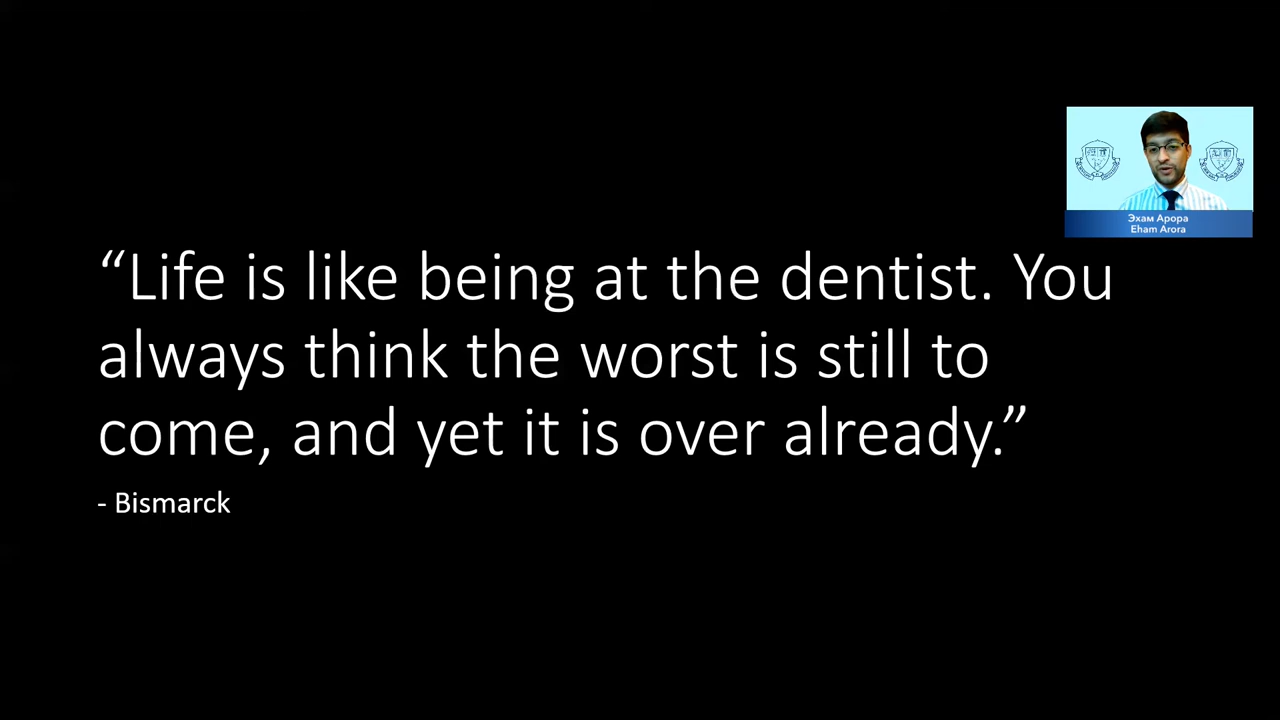 “Life is like being at the dentist. You
always think the worst is still to
come, and yet it is over already.”
- Bismarck
Эхам Арора
Eham Arora